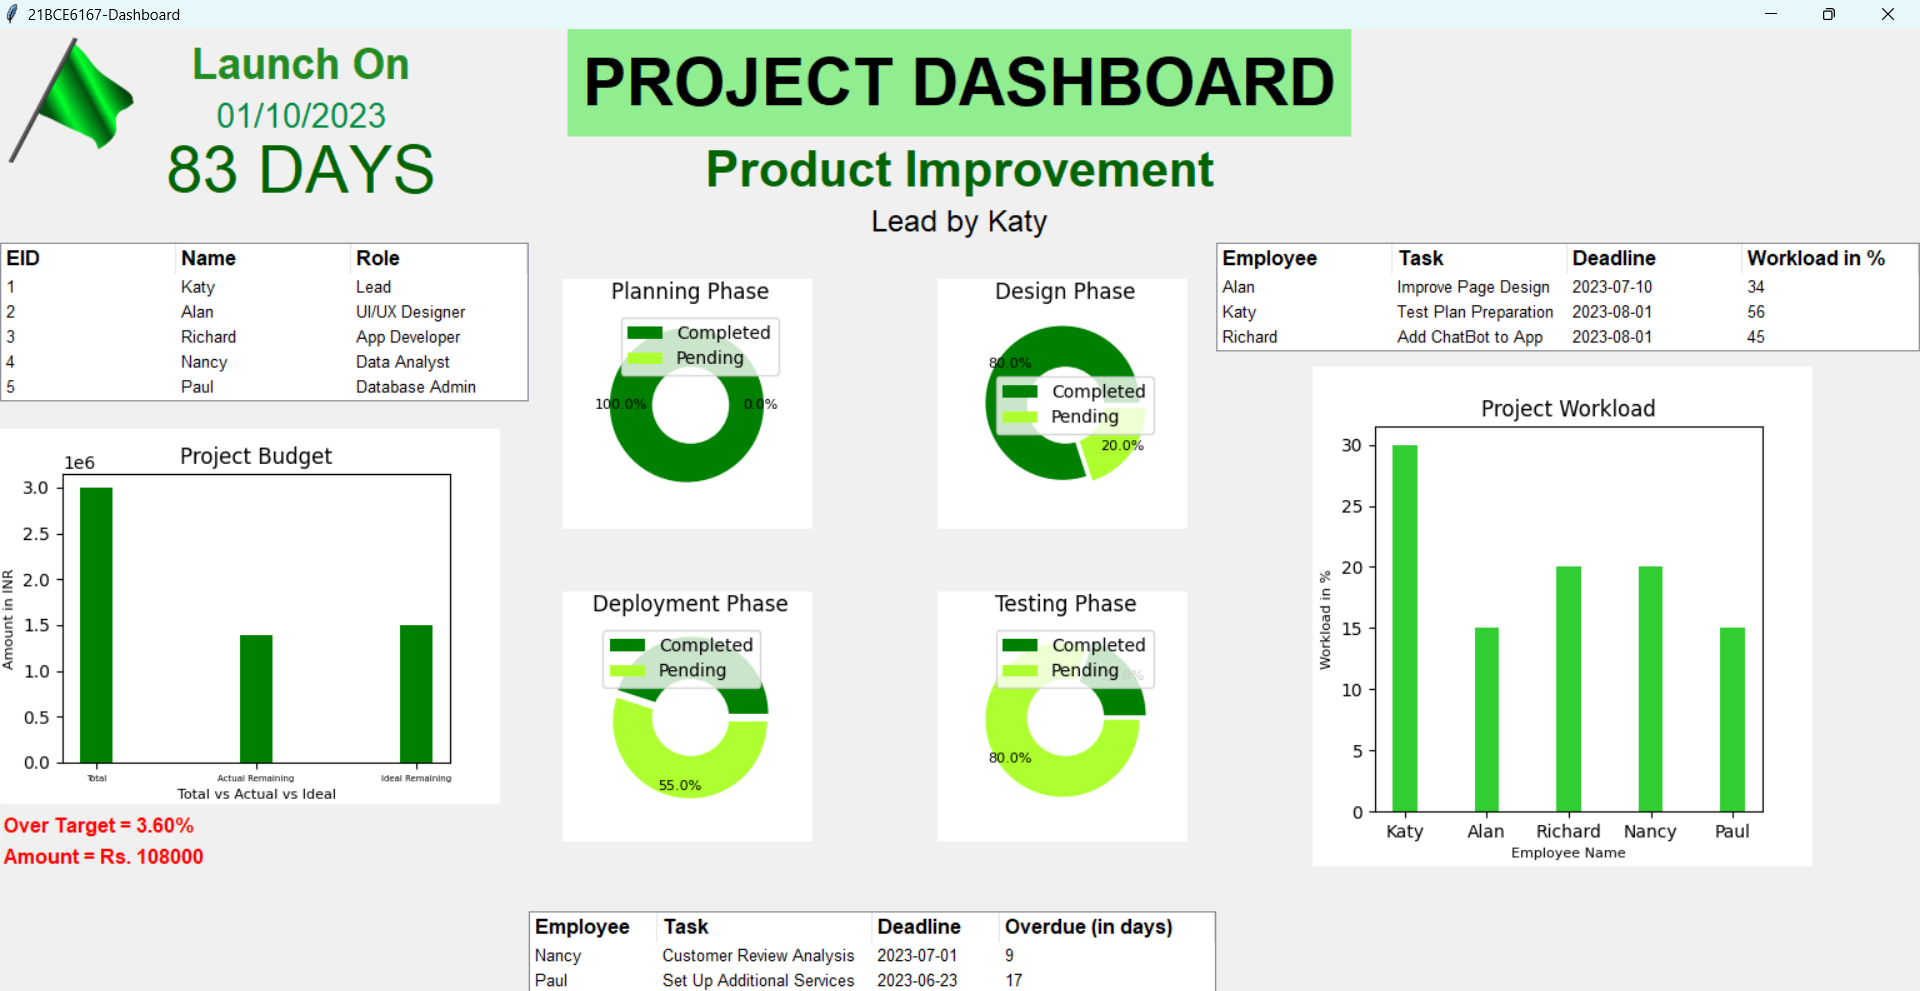 21BCE6167-Dashboard
Launch On
01/10/2023
83 DAYS
PROJECT DASHBOARD
Product Improvement
Lead by Katy
EID Name Role
1 Katy Lead
2 Alan UI/UX Designer
3 Richard App Developer
4 Nancy Data Analyst
5 Paul Database Admin
Planning Phase
Completed
Pending
100.0% 0.0%
Design Phase
80.0%
Completed
Pending
20.0%
Employee Task Deadline Workload in %
Alan Improve Page Design 2023-07-10 34
Katy Test Plan Preparation 2023-08-01 56
Richard Add ChatBot to App 2023-08-01 45
Project Budget
1e6
3.0
2.5
2.0
1.5
1.0
0.5
0.0
Amount in INR
Total Actual Remaining Ideal Remaining
Total vs Actual vs Ideal
Over Target = 3.60%
Amount = Rs. 108000
Deployment Phase
Completed
Pending
55.0%
Testing Phase
Completed
Pending
80.0%
Project Workload
30
25
20
15
10
5
0
Workload in %
Katy Alan Richard Nancy Paul
Employee Name
Employee Task Deadline Overdue (in days)
Nancy Customer Review Analysis 2023-07-01 9
Paul Set Up Additional Services 2023-06-23 17